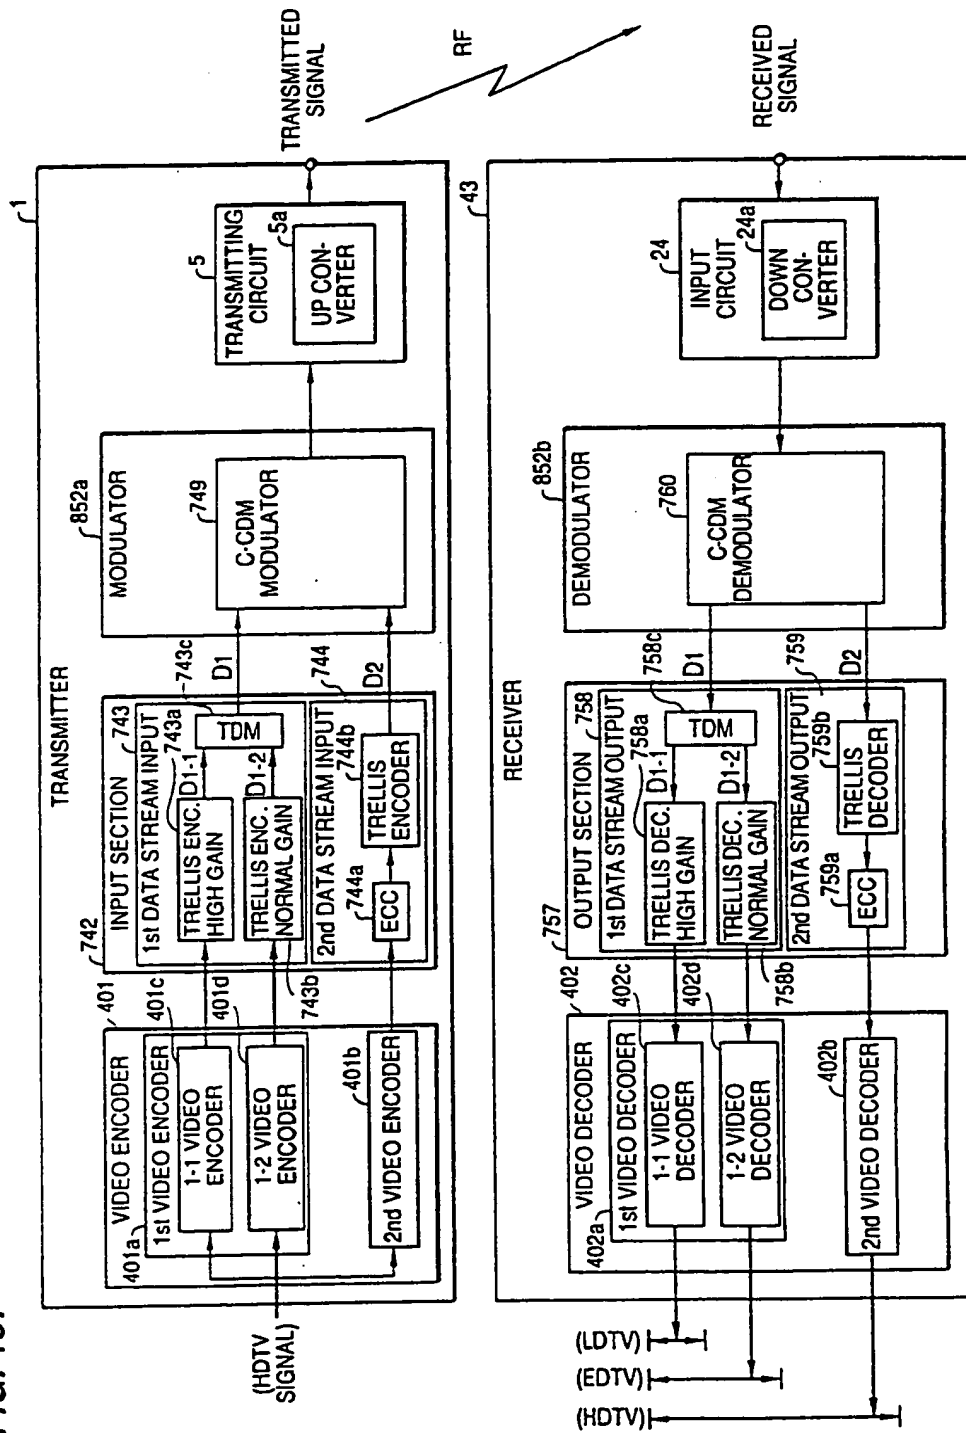 TRANSMITTER
1
(HDTV
SIGNAL)
VIDEO ENCODER
401
401a
1st VIDEO ENCODER
401c
1-1 VIDEO
ENCODER
401d
1-2 VIDEO
ENCODER
401b
2nd VIDEO ENCODER
742
INPUT SECTION
743
1st DATA STREAM INPUT
743a
TRELLIS ENC.
HIGH GAIN
D1-1
743c
TDM
TRELLIS ENC.
NORMAL GAIN
D1-2
743b
744
2nd DATA STREAM INPUT
744a
ECC
744b
TRELLIS
ENCODER
D1
D2
852a
MODULATOR
749
C-CDM
MODULATOR
5
TRANSMITTING
CIRCUIT
5a
UP CON-
VERTER
TRANSMITTED
SIGNAL
RF
RECEIVER
43
RECEIVED
SIGNAL
24
INPUT
CIRCUIT
24a
DOWN
CON-
VERTER
852b
DEMODULATOR
760
C-CDM
DEMODULATOR
D1
D2
757
OUTPUT SECTION
758
1st DATA STREAM OUTPUT
758a
TRELLIS DEC.
HIGH GAIN
D1-1
758c
TDM
TRELLIS DEC.
NORMAL GAIN
D1-2
758b
759
2nd DATA STREAM OUTPUT
759a
ECC
759b
TRELLIS
DECODER
VIDEO DECODER
402
402a
1st VIDEO DECODER
402c
1-1 VIDEO
DECODER
402d
1-2 VIDEO
DECODER
402b
2nd VIDEO DECODER
(LDTV)
(EDTV)
(HDTV)